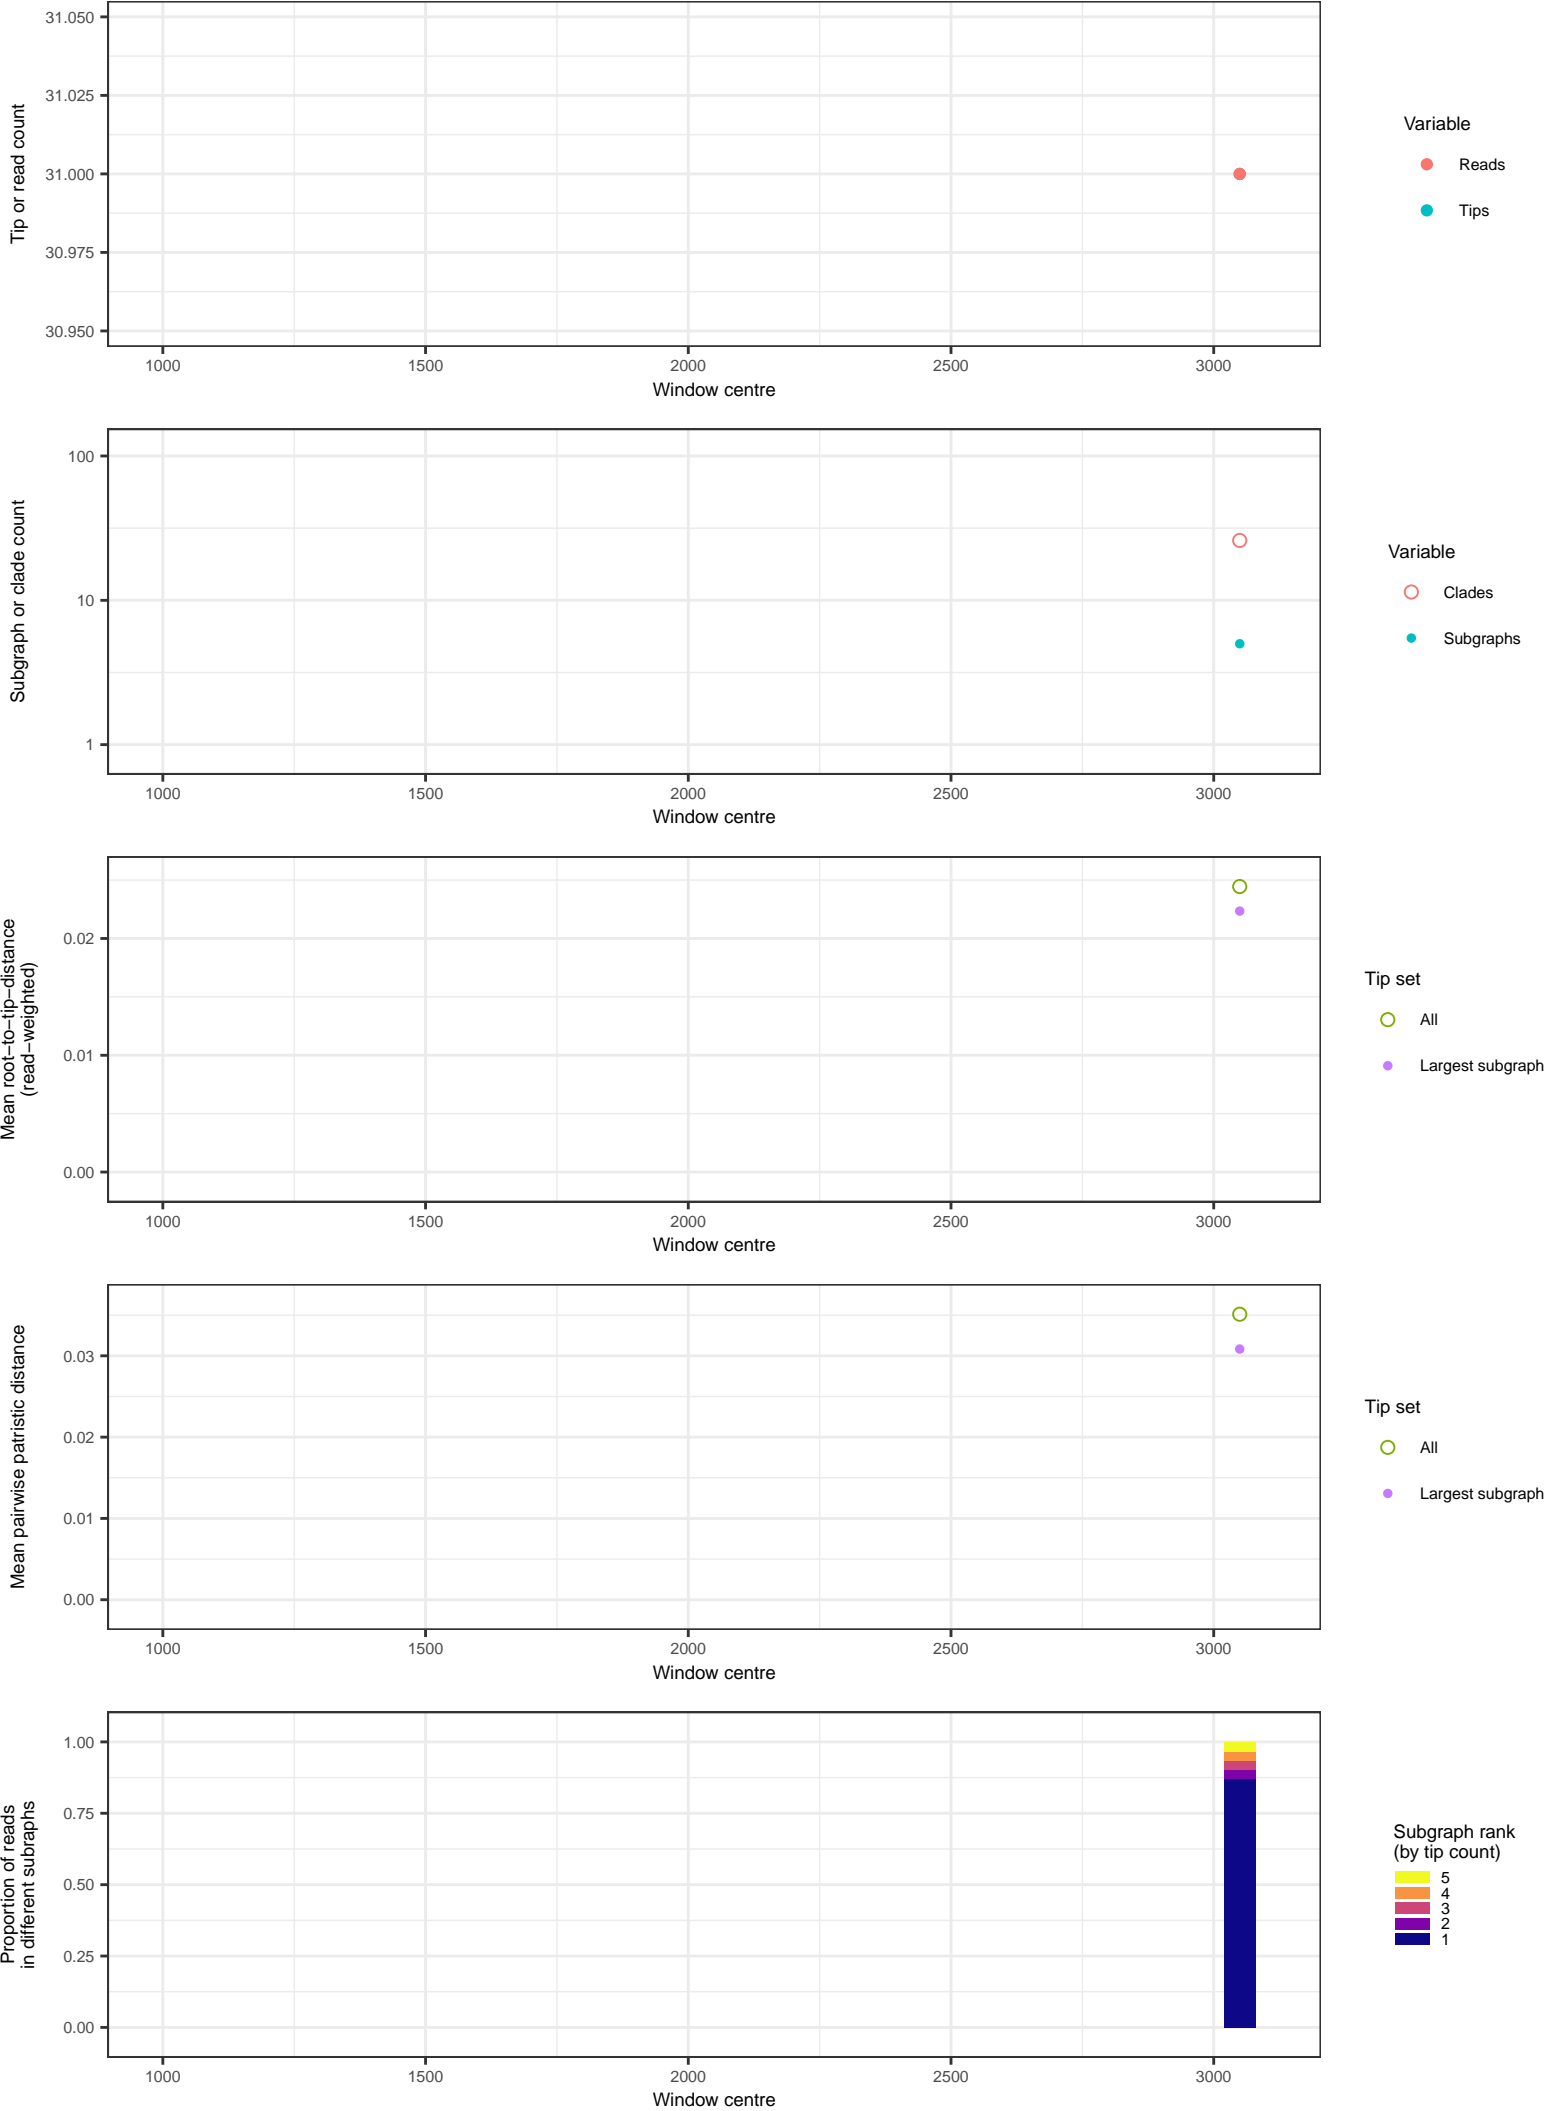 31.050
31.025
31.000
30.975
30.950
Tip or read count
1000 1500 2000 2500 3000
Window centre
Variable
Reads
Tips
100
10
1
Subgraph or clade count
1000 1500 2000 2500 3000
Window centre
Variable
Clades
Subgraphs
0.02
0.01
0.00
Mean root−to−tip−distance
(read−weighted)
1000 1500 2000 2500 3000
Window centre
Tip set
All
Largest subgraph
0.03
0.02
0.01
0.00
Mean pairwise patristic distance
1000 1500 2000 2500 3000
Window centre
Tip set
All
Largest subgraph
1.00
0.75
0.50
0.25
0.00
Proportion of reads
in different subraphs
1000 1500 2000 2500 3000
Window centre
Subgraph rank
(by tip count)
5
4
3
2
1